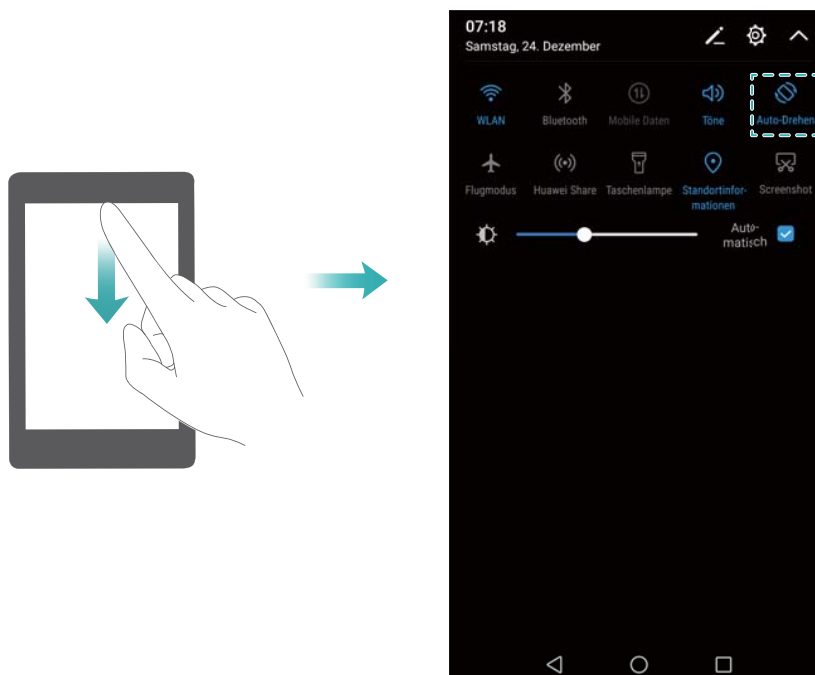 07:18
Samstag, 24. Dezember
WLAN Bluetooth Mobile Daten Töne Auto-Drehen
Flugmodus Huawei Share Taschenlampe Standortinfor- Screenshot
mationen
Auto-
matisch